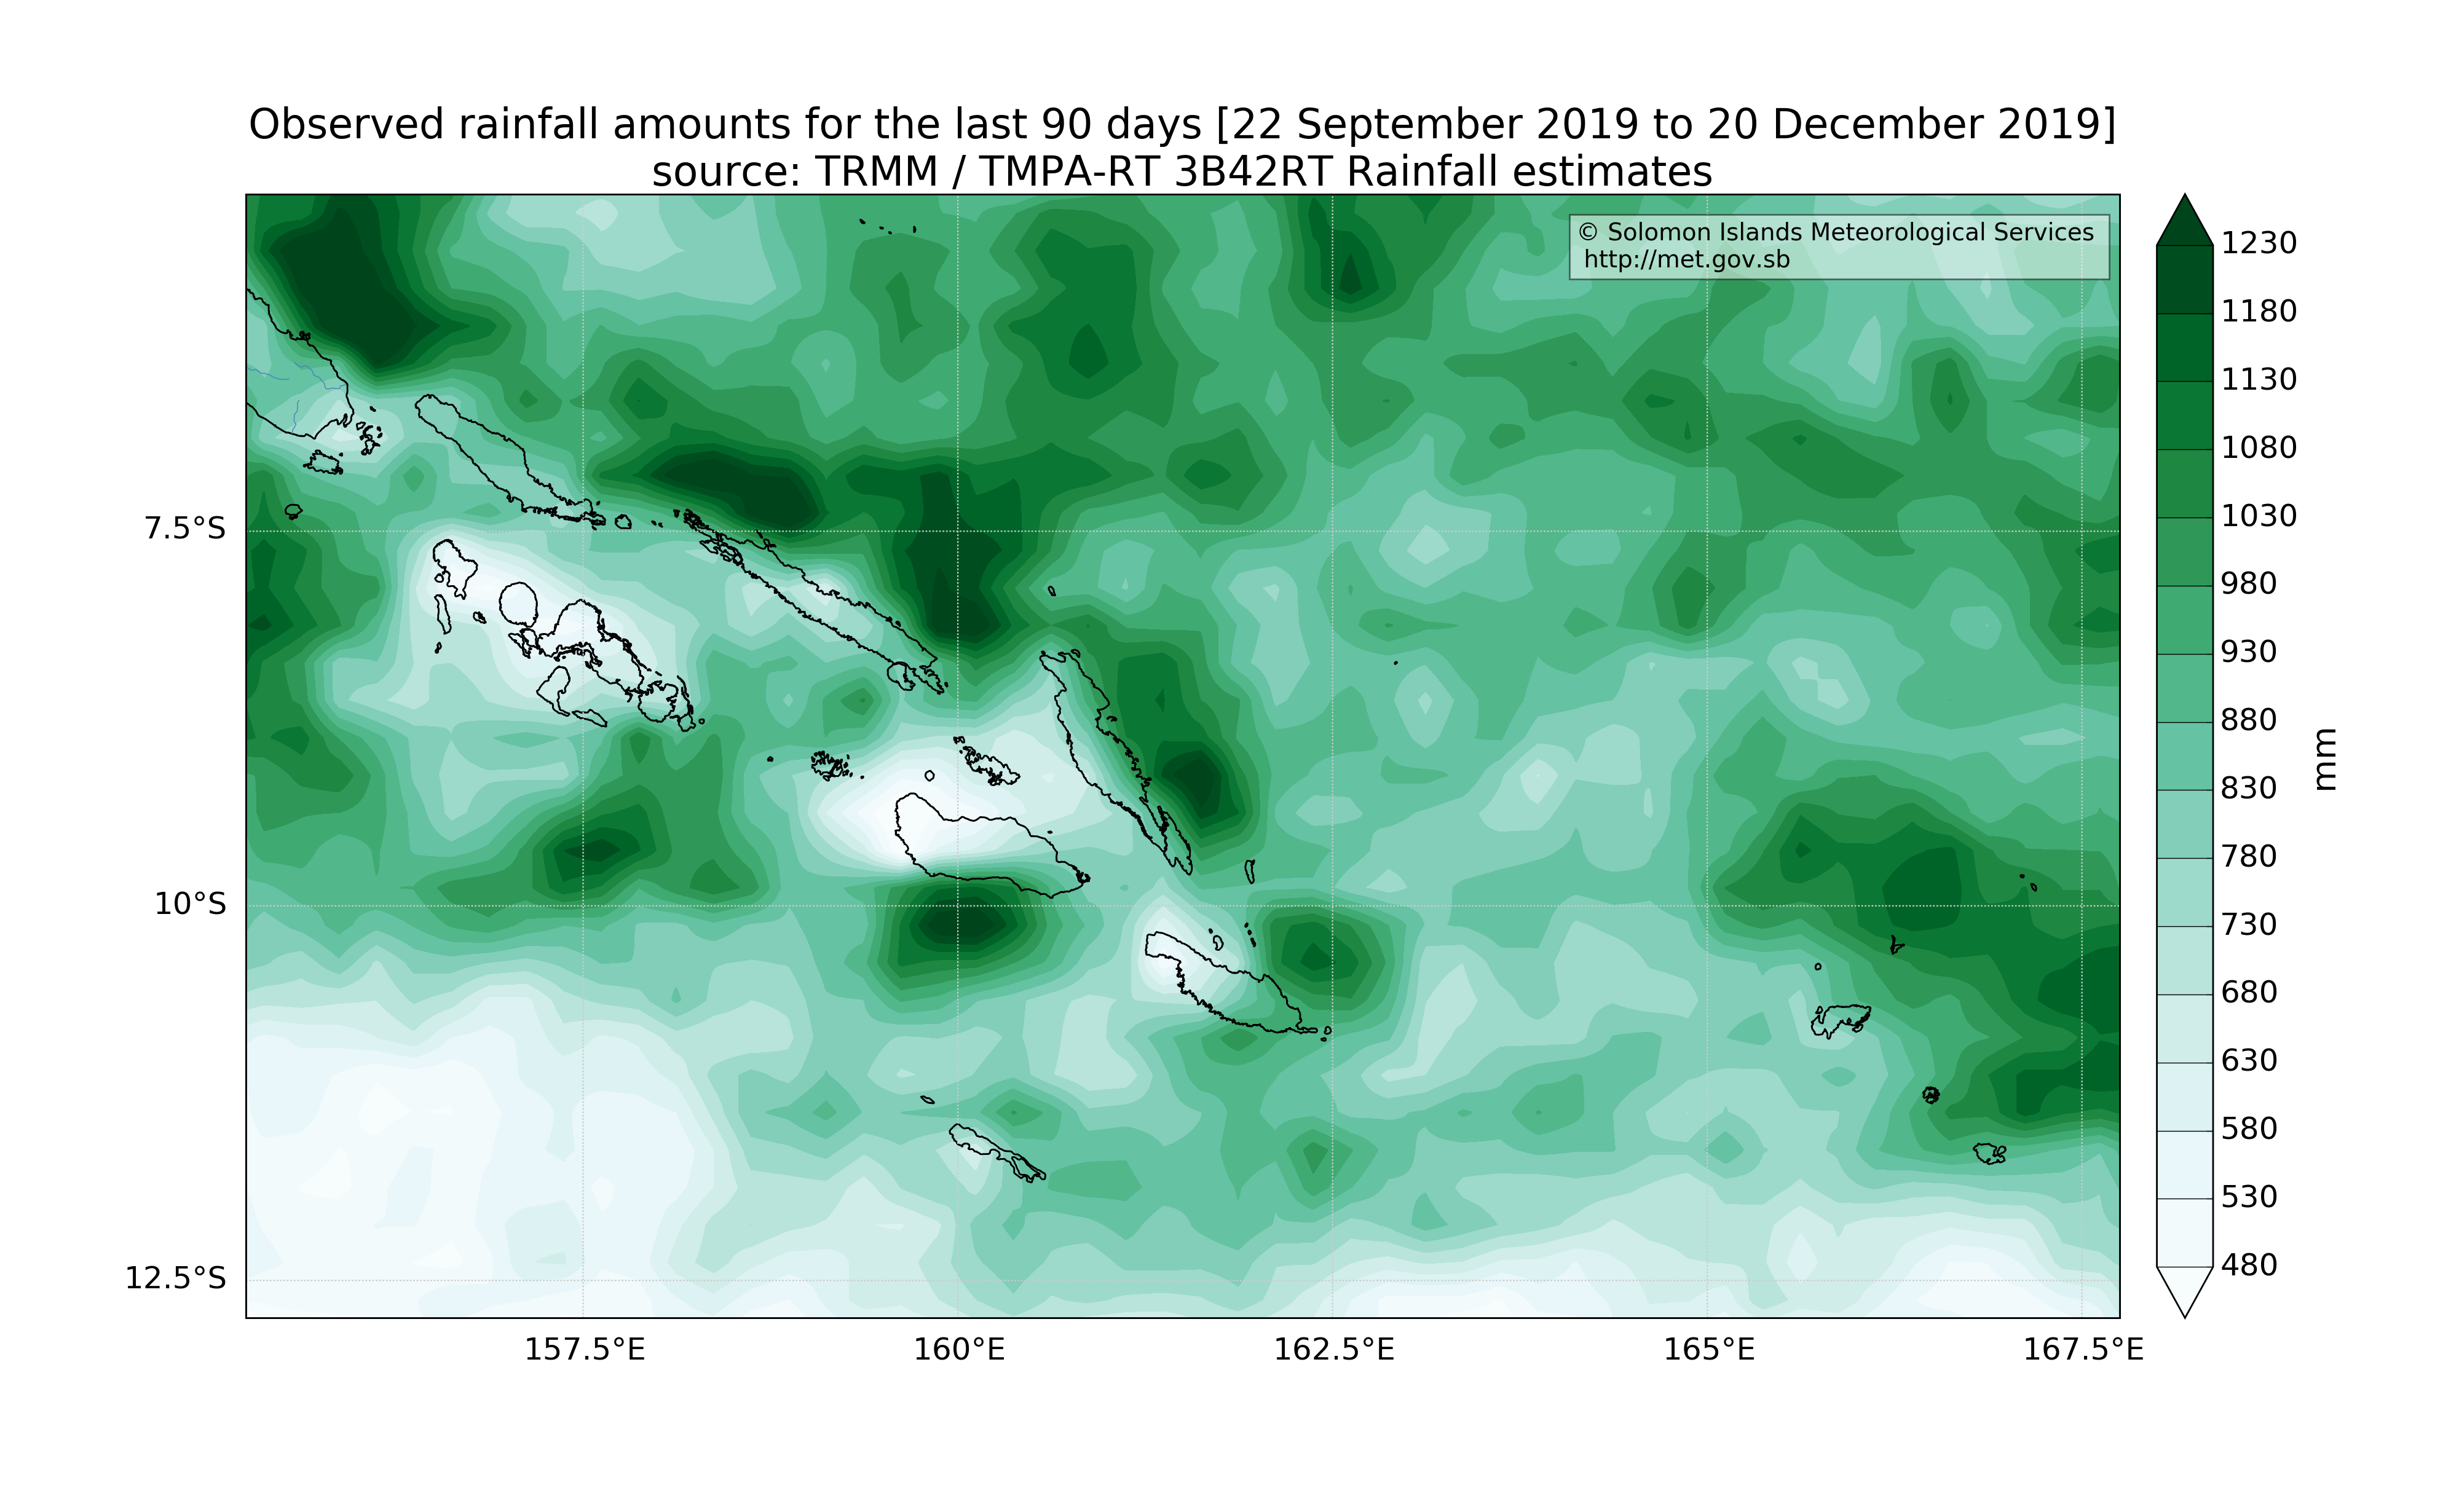 Observed rainfall amounts for the last 90 days [22 September 2019 to 20 December 2019]
source: TRMM / TMPA-RT 3B42RT Rainfall estimates
© Solomon Islands Meteorological Services
http://met.gov.sb
7.5°S
10°S
12.5°S
157.5°E
160°E
162.5°E
165°E
167.5°E
1230
1180
1130
1080
1030
980
930
880
830
780
730
680
630
580
530
480
mm